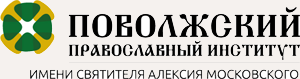 ПОВОЛЖСКИЙ
ПРАВОСЛАВНЫЙ ИНСТИТУТ
ИМЕНИ СВЯТИТЕЛЯ АЛЕКСИЯ МОСКОВСКОГО